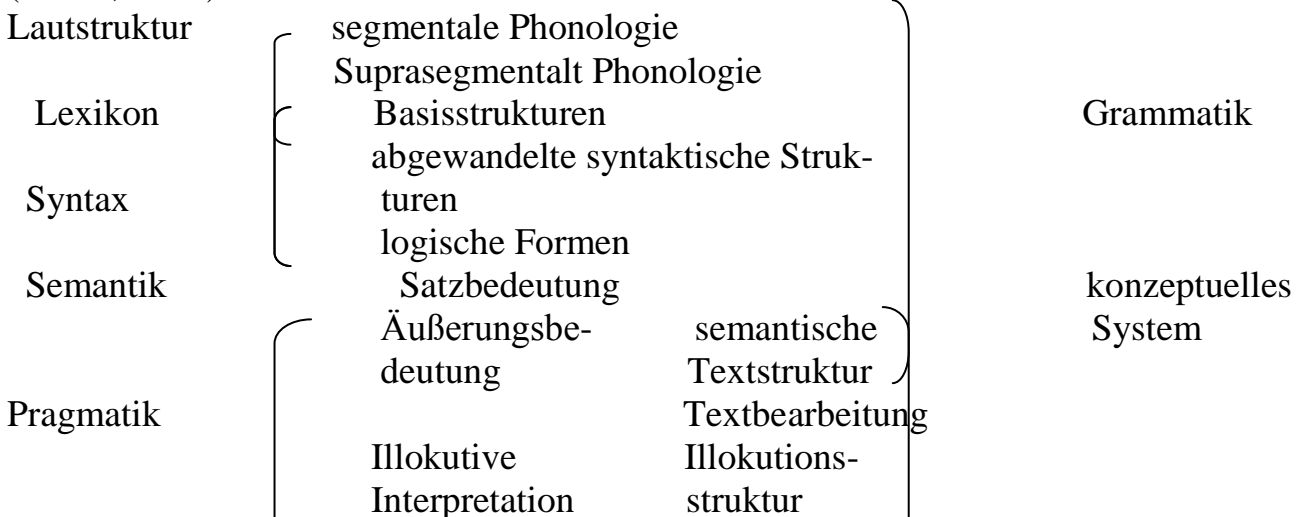 Lautstruktur segmentale Phonologie
Suprasegmentalt Phonologie
Lexikon Basisstrukturen Grammatik
abgewandelte syntaktische Struk-
Syntax turen
logische Formen
Semantik Satzbedeutung konzeptuelles
Äußerungsbe- semantische System
deutung Textstruktur
Pragmatik Textbearbeitung
Illokutive Illokutions-
Interpretation struktur